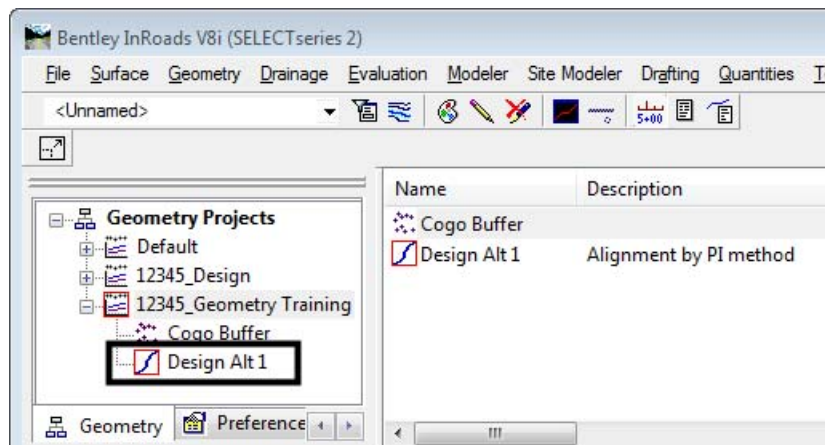 Bentley InRoads V8i (SELECTseries 2)
File Surface Geometry Drainage Evaluation Modeler Site Modeler Drafting Quantities T
<Unnamed>
5+00
Name Description
Geometry Projects
Cogo Buffer
Default
Design Alt 1 Alignment by PI method
12345_Design
12345_Geometry Training
Cogo Buffer
Design Alt 1
Geometry Preference